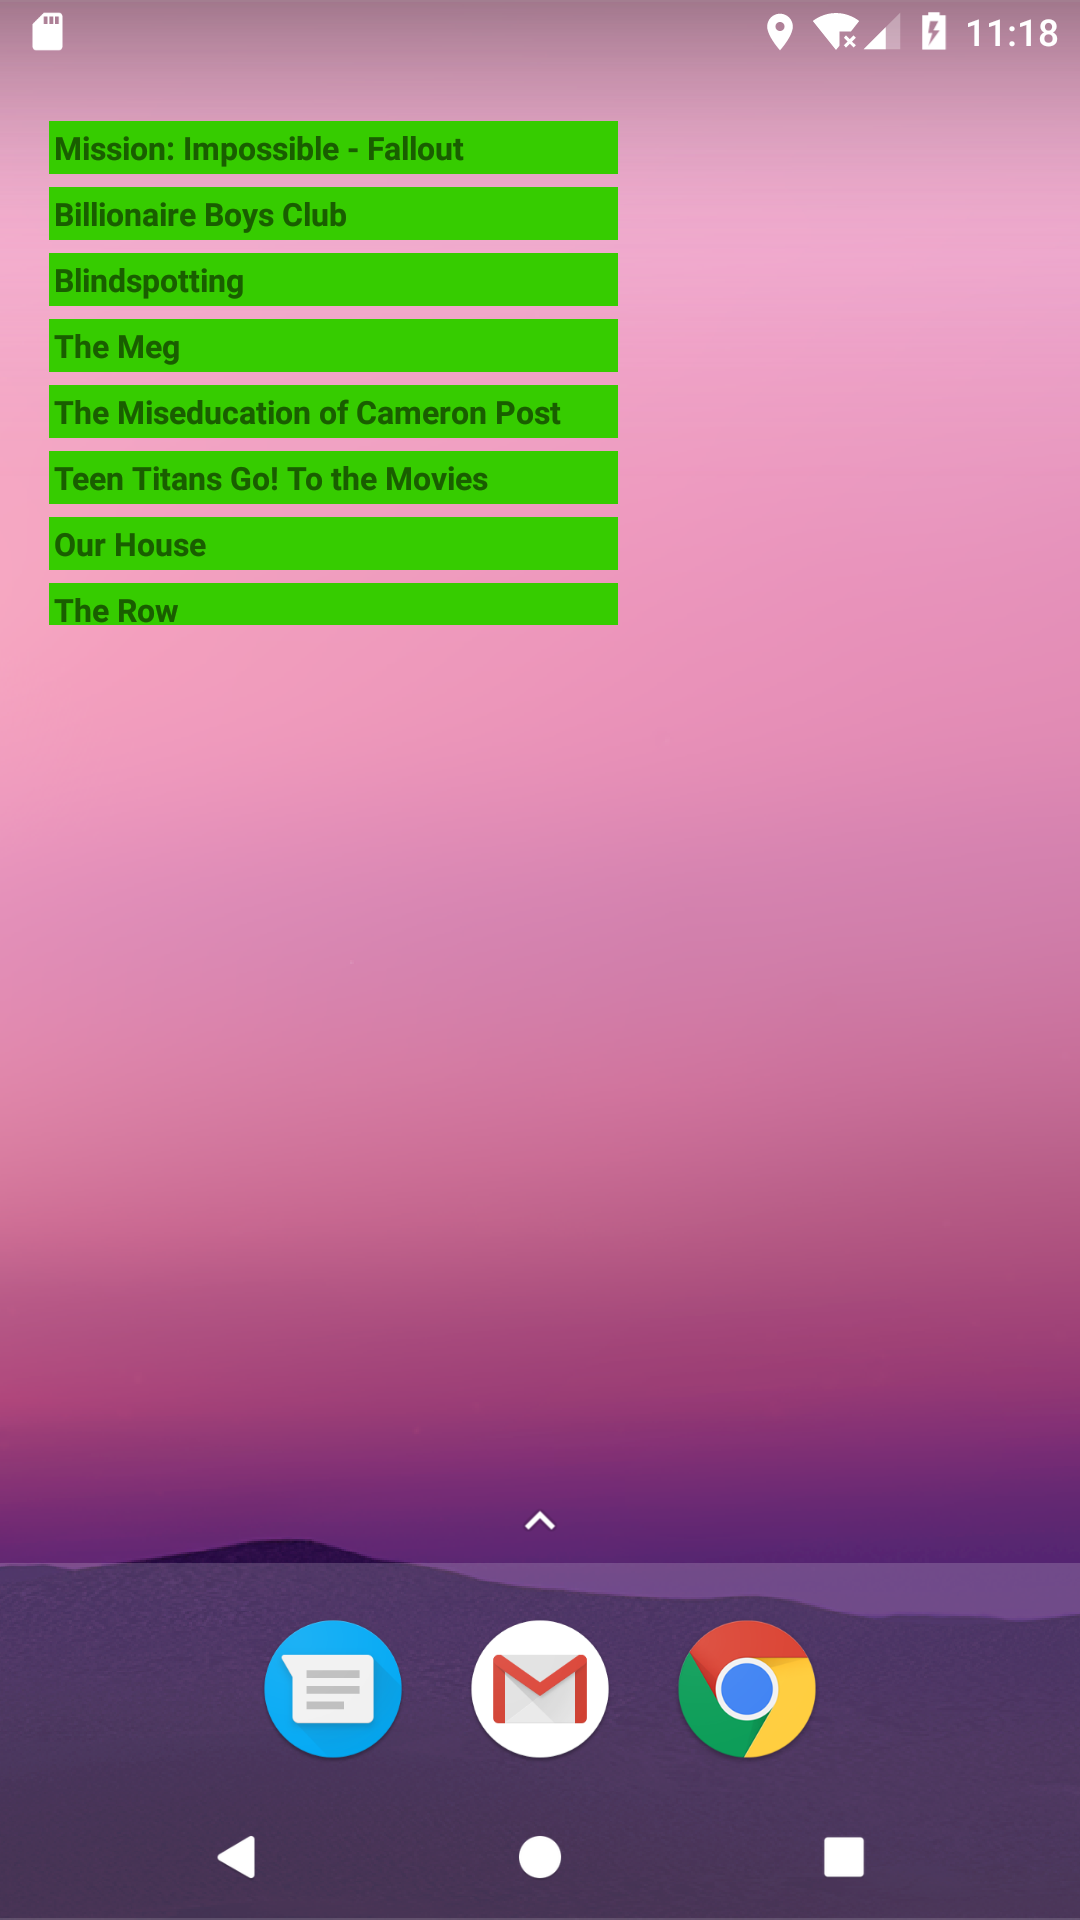 11:18
Mission: Impossible - Fallout
Billionaire Boys Club
Blindspotting
The Meg
The Miseducation of Cameron Post
Teen Titans Go! To the Movies
Our House
The Row